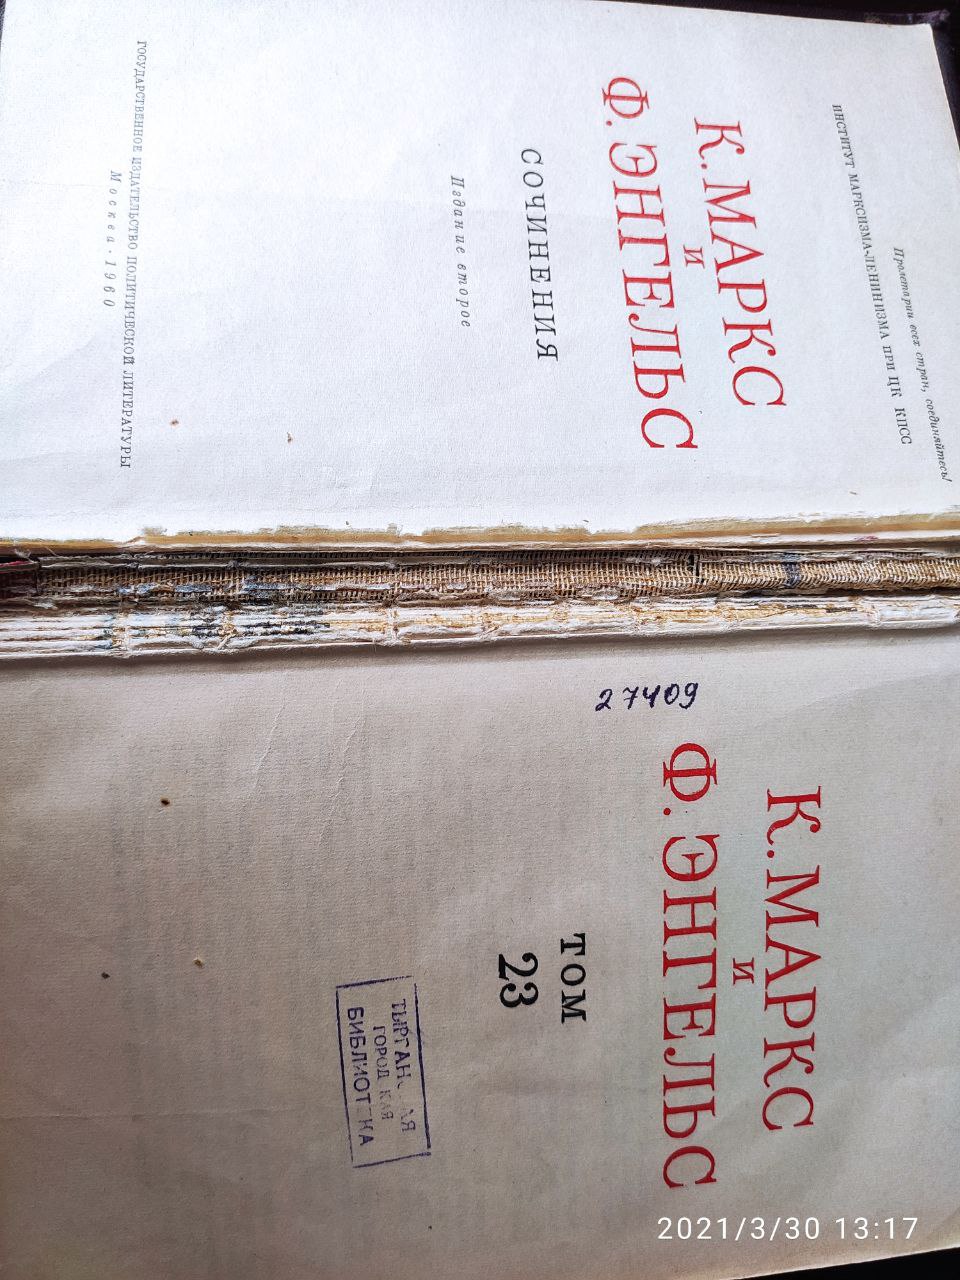 Пролетарии всех стран, соединяйтесь!
ИНСТИТУТ МАРКСИЗМА-ЛЕНИНИЗМА ПРИ ЦК КПСС
К. МАРКС
И
Ф. ЭНГЕЛЬС
СОЧИНЕНИЯ
Издание второе
ГОСУДАРСТВЕННОЕ ИЗДАТЕЛЬСТВО ПОЛИТИЧЕСКОЙ ЛИТЕРАТУРЫ
Москва · 1960
К. МАРКС
И
Ф. ЭНГЕЛЬС
27409
ТОМ
23
ГОРОДСКАЯ
БИБЛИОТЕКА
2021/3/30 13:17